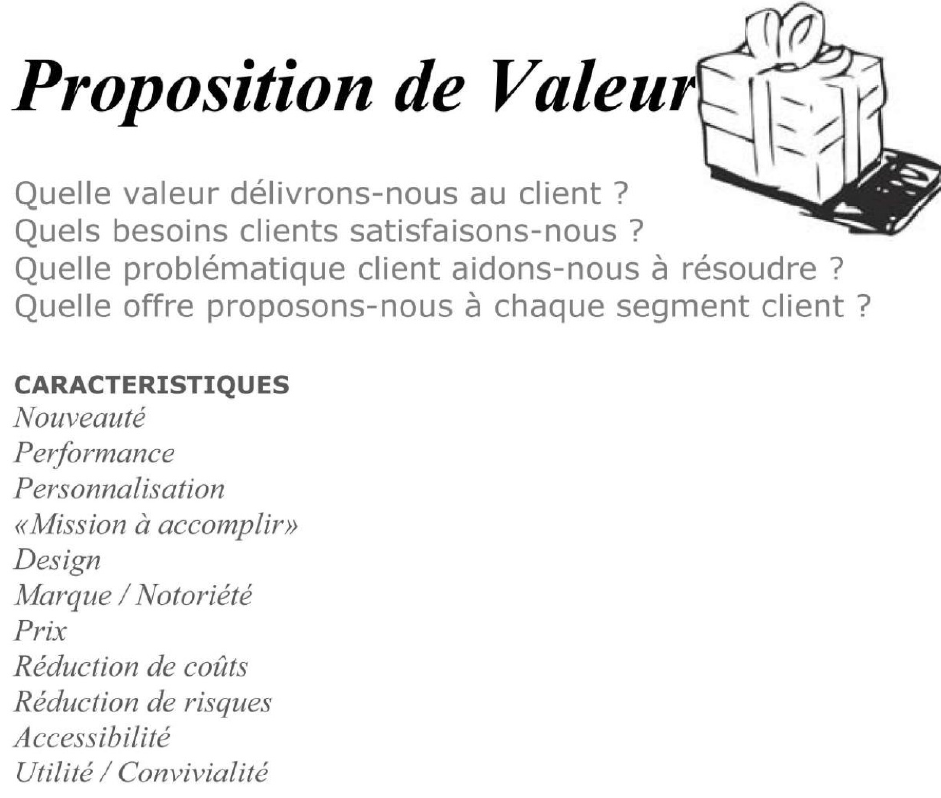 Proposition de Valeur
Quelle valeur délivrons-nous au client ?
Quels besoins clients satisfaisons-nous ?
Quelle problématique client aidons-nous à résoudre ?
Quelle offre proposons-nous à chaque segment client ?
CARACTERISTIQUES
Nouveauté
Performance
Personnalisation
«Mission à accomplir»
Design
Marque / Notoriété
Prix
Réduction de coûts
Réduction de risques
Accessibilité
Utilité / Convivialité